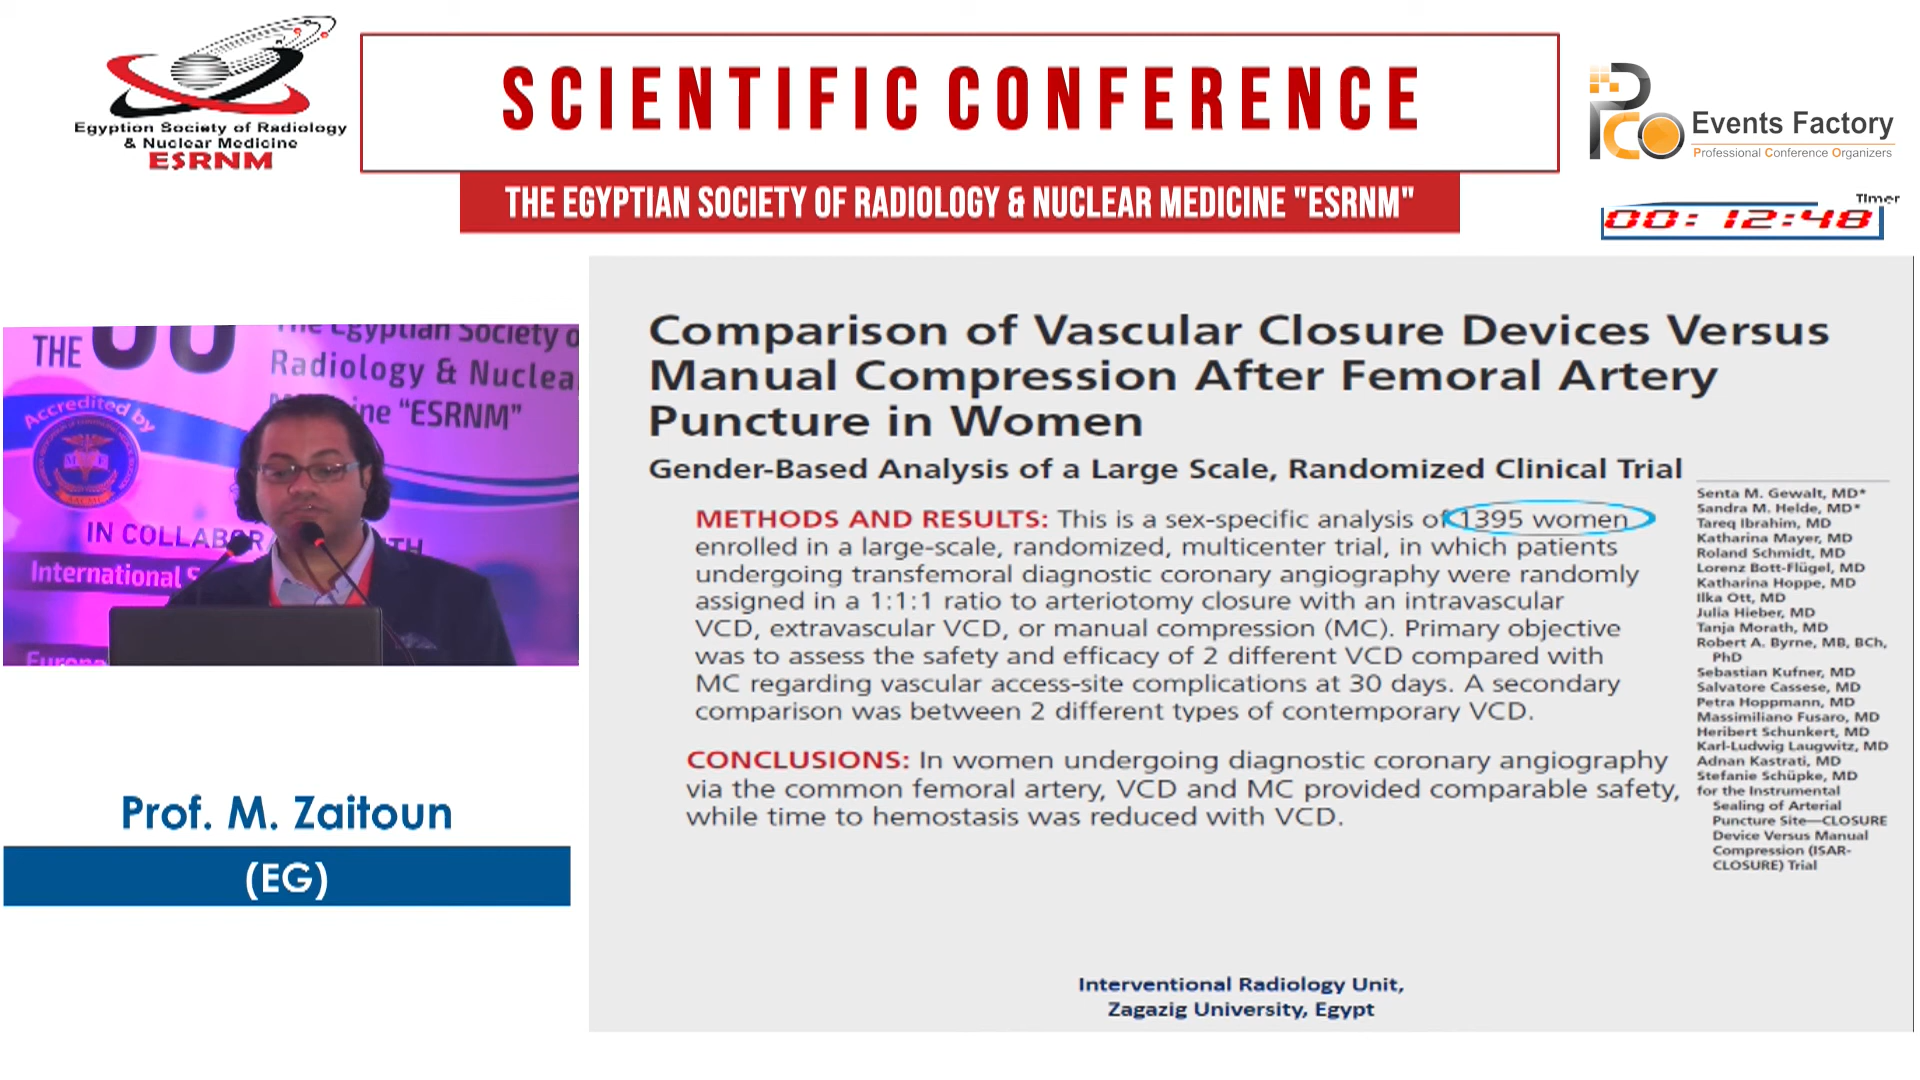 Egyptian Society of Radiology
& Nuclear Medicine
ESRNM
SCIENTIFIC CONFERENCE
THE EGYPTIAN SOCIETY OF RADIOLOGY & NUCLEAR MEDICINE "ESRNM"
PCO
Events Factory
Professional Conference Organizers
Timer
00: 12:48
THE
The Egyptian Society o
Radiology & Nuclea
ine "ESRNM"
Accredited by
IN COLLABOR
TH
International S
Europe
Prof. M. Zaitoun
(EG)
Comparison of Vascular Closure Devices Versus
Manual Compression After Femoral Artery
Puncture in Women
Gender-Based Analysis of a Large Scale, Randomized Clinical Trial
METHODS AND RESULTS: This is a sex-specific analysis of 1395 women
enrolled in a large-scale, randomized, multicenter trial, in which patients
undergoing transfemoral diagnostic coronary angiography were randomly
assigned in a 1:1:1 ratio to arteriotomy closure with an intravascular
VCD, extravascular VCD, or manual compression (MC). Primary objective
was to assess the safety and efficacy of 2 different VCD compared with
MC regarding vascular access-site complications at 30 days. A secondary
comparison was between 2 different types of contemporary VCD.
CONCLUSIONS: In women undergoing diagnostic coronary angiography
via the common femoral artery, VCD and MC provided comparable safety,
while time to hemostasis was reduced with VCD.
Senta M. Gewalt, MD*
Sandra M. Helde, MD*
Tareq Ibrahim, MD
Katharina Mayer, MD
Roland Schmidt, MD
Lorenz Bott-Flügel, MD
Katharina Hoppe, MD
Ilka Ott, MD
Julia Hieber, MD
Tanja Morath, MD
Robert A. Byrne, MB, BCh,
PhD
Sebastian Kufner, MD
Salvatore Cassese, MD
Petra Hoppmann, MD
Massimiliano Fusaro, MD
Heribert Schunkert, MD
Karl-Ludwig Laugwitz, MD
Adnan Kastrati, MD
Stefanie Schüpke, MD
for the Instrumental
Sealing of Arterial
Puncture Site—CLOSURE
Device Versus Manual
Compression (ISAR-
CLOSURE) Trial
Interventional Radiology Unit,
Zagazig University, Egypt